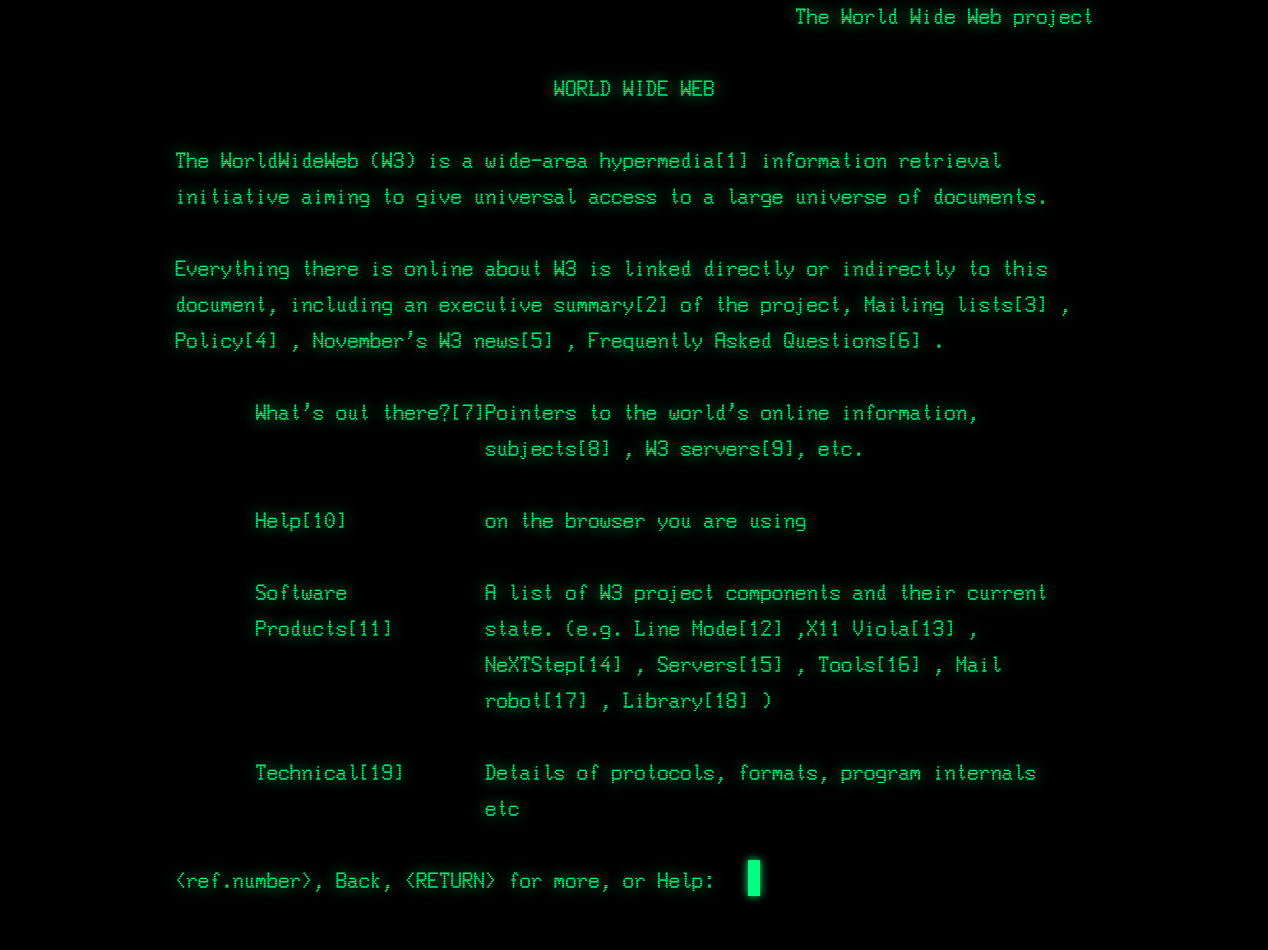 The World Wide Web project
WORLD WIDE WEB
The WorldWideWeb (W3) is a wide-area hypermedia[1] information retrieval
initiative aiming to give universal access to a large universe of documents.
Everything there is online about W3 is linked directly or indirectly to this
document, including an executive summary[2] of the project, Mailing lists[3] ,
Policy[4] , November's W3 news[5] , Frequently Asked Questions[6] .
What's out there?[7]Pointers to the world's online information,
subjects[8] , W3 servers[9], etc.
Help[10] on the browser you are using
Software A list of W3 project components and their current
Products[11] state. (e.g. Line Mode[12] ,X11 Viola[13] ,
NeXTStep[14] , Servers[15] , Tools[16] , Mail
robot[17] , Library[18] )
Technical[19] Details of protocols, formats, program internals
etc
<ref.number>, Back, <RETURN> for more, or Help: